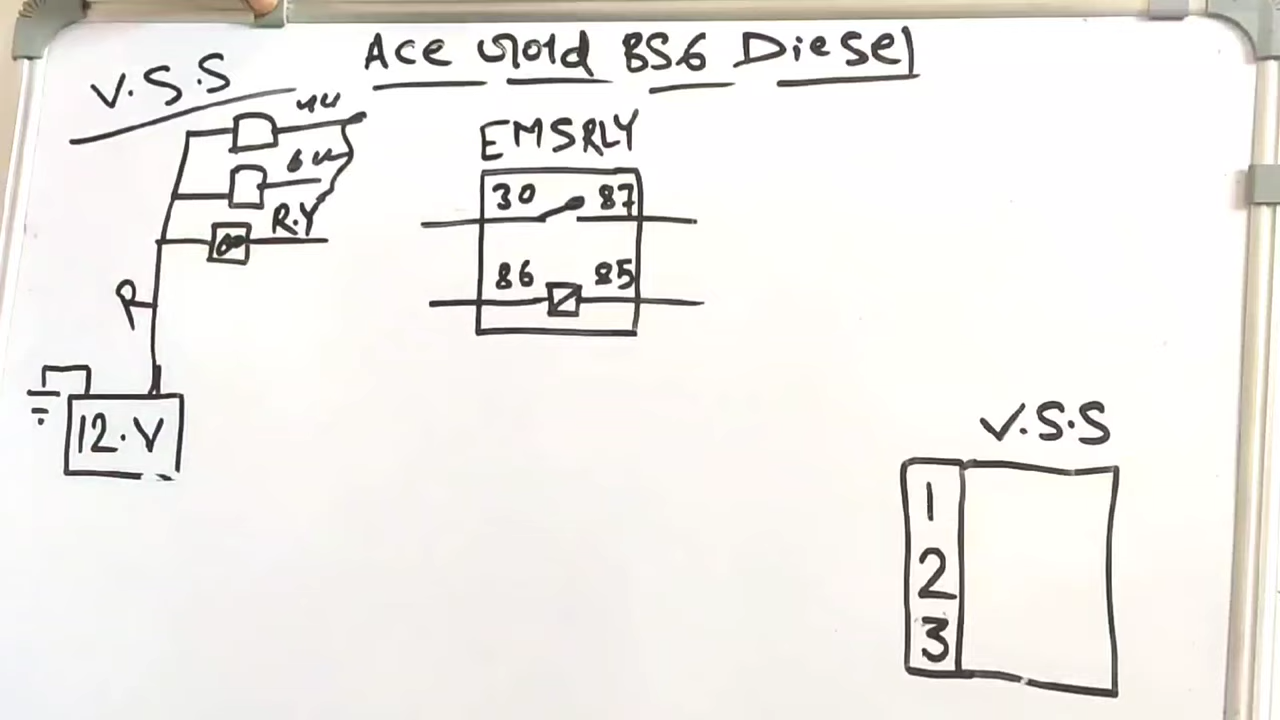 Ace Gold BS6 Diesel
V.S.S
EMSRLY
30 87
86 85
R.Y
R
12.V
V.S.S
1
2
3